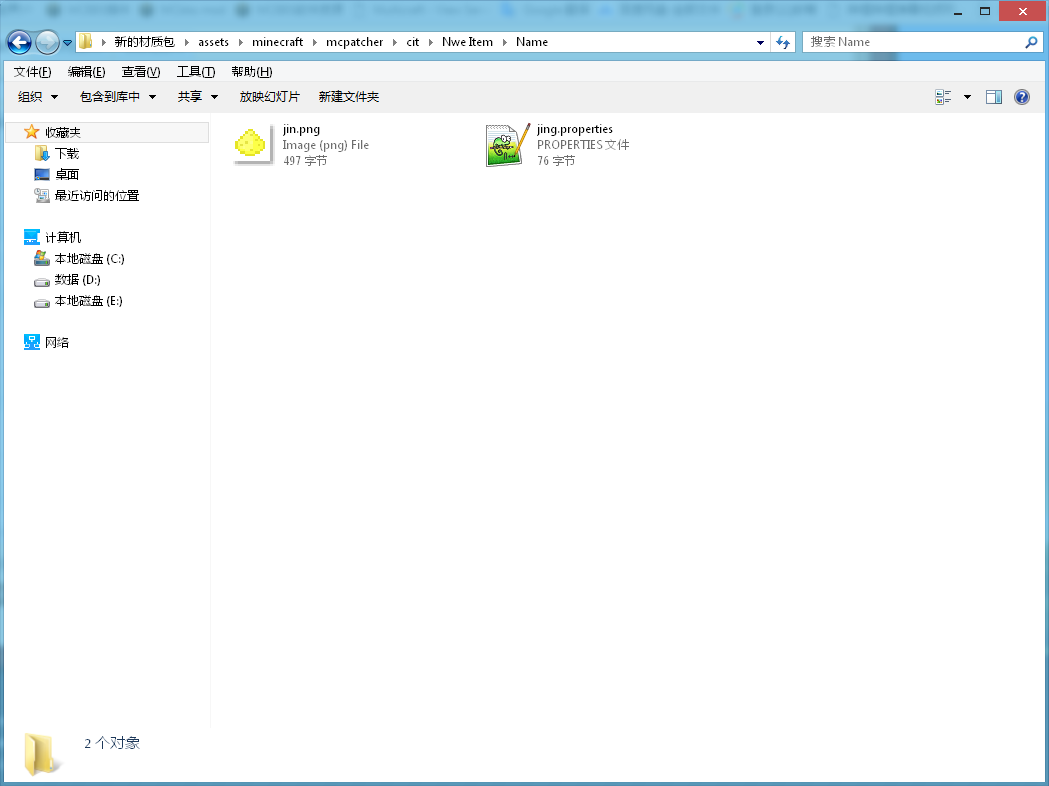 新的材质包 assets minecraft mcpatcher cit Nwe Item Name
搜索 Name
文件(F) 编辑(E) 查看(V) 工具(T) 帮助(H)
组织 包含到库中 共享 放映幻灯片 新建文件夹
收藏夹
下载
桌面
最近访问的位置
计算机
本地磁盘 (C:)
数据 (D:)
本地磁盘 (E:)
网络
jin.png
Image (png) File
497 字节
jing.properties
PROPERTIES 文件
76 字节
2 个对象